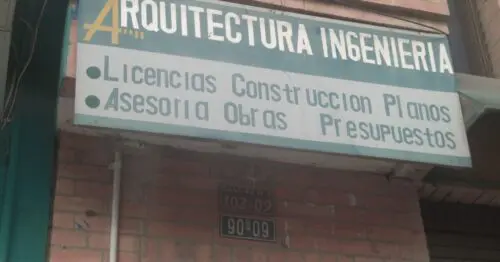 ARQUITECTURA INGENIERIA
•Licencias Construccion Planos
•Asesoria Obras Presupuestos
90-09